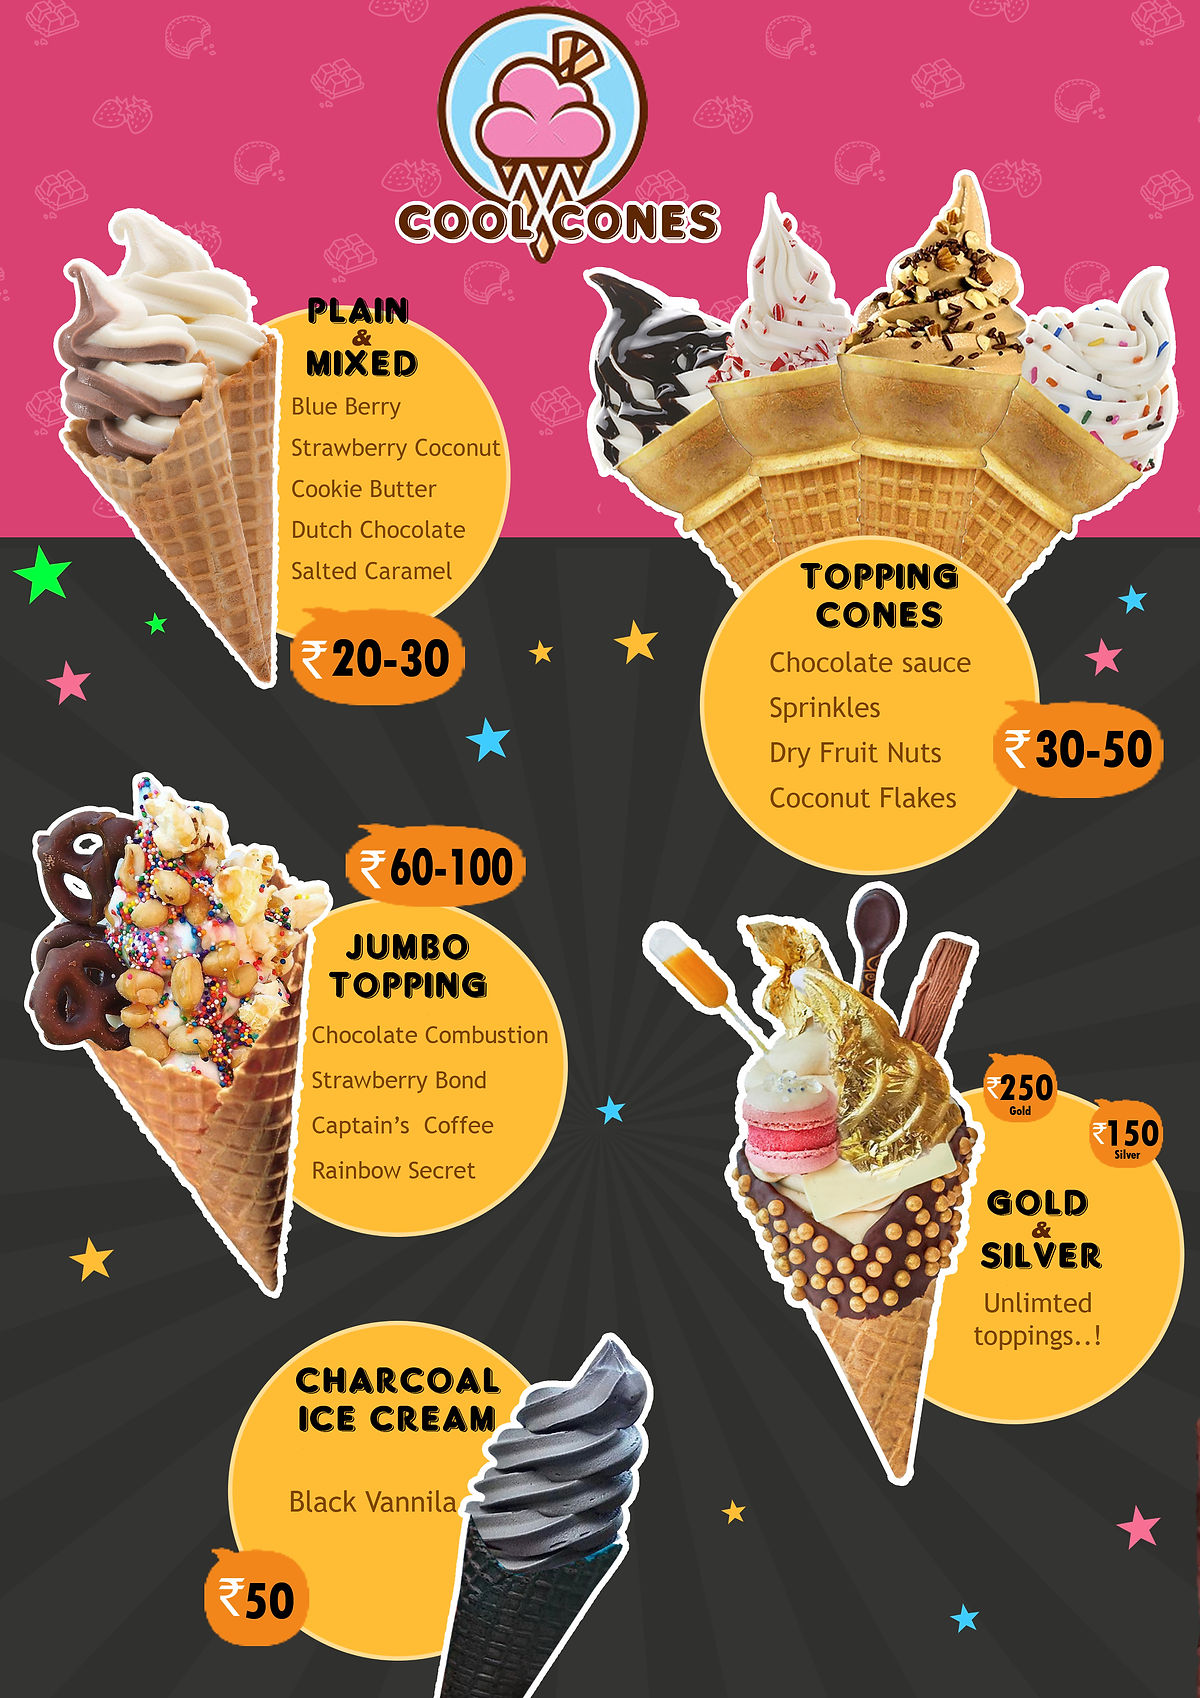 COOL CONES
PLAIN
&
MIXED
Blue Berry
Strawberry Coconut
Cookie Butter
Dutch Chocolate
Salted Caramel
₹20-30
TOPPING
CONES
Chocolate sauce
Sprinkles
Dry Fruit Nuts
Coconut Flakes
₹30-50
₹60-100
JUMBO
TOPPING
Chocolate Combustion
Strawberry Bond
Captain's Coffee
Rainbow Secret
₹250
Gold
₹150
Silver
GOLD
&
SILVER
Unlimted
toppings..!
CHARCOAL
ICE CREAM
Black Vannila
₹50